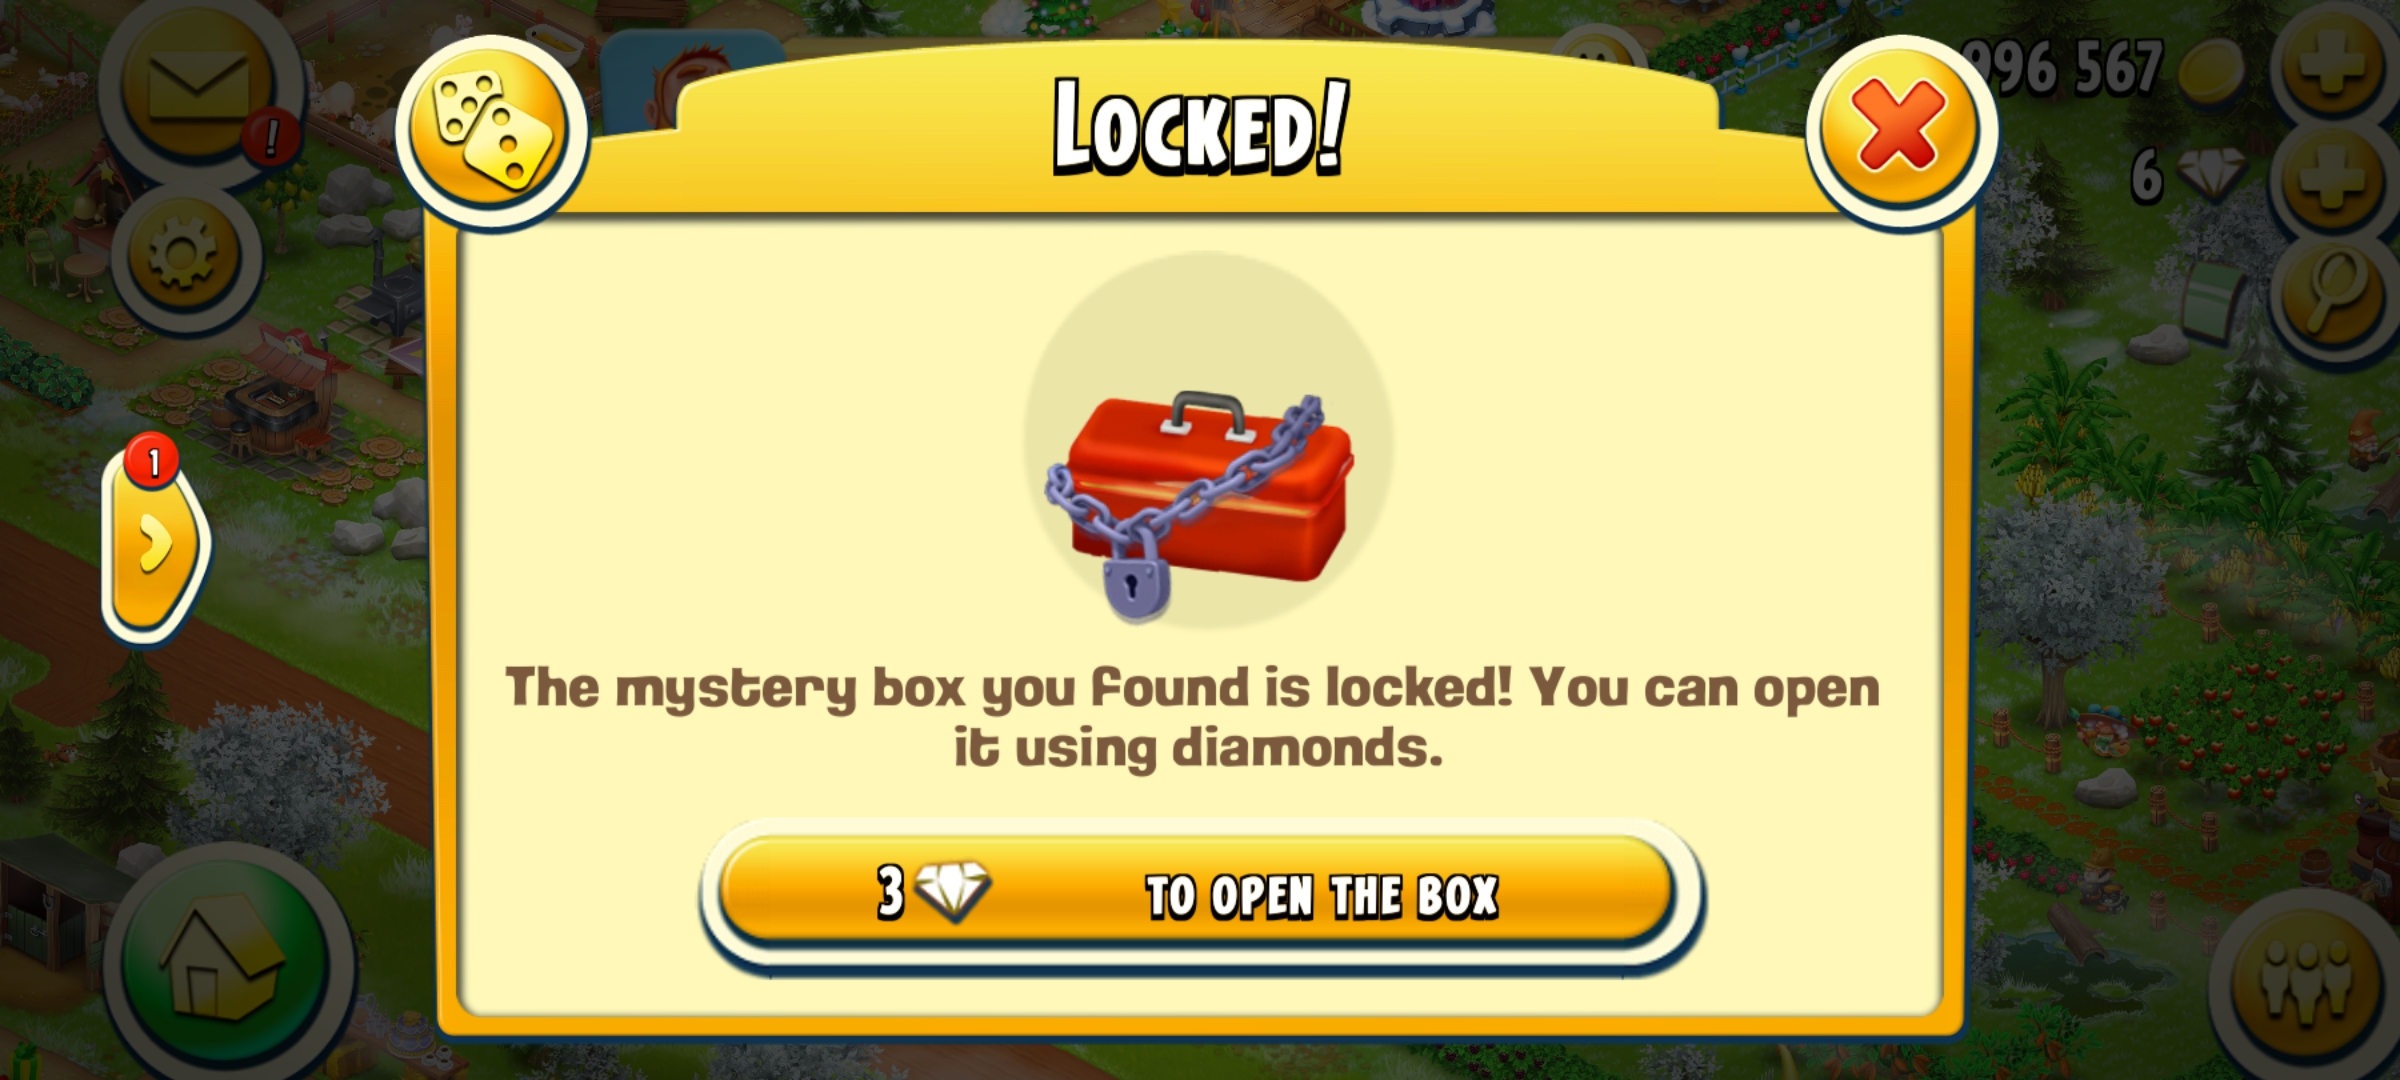 LOCKED!
996 567
!
6
1
The mystery box you found is locked! You can open
it using diamonds.
3 TO OPEN THE BOX